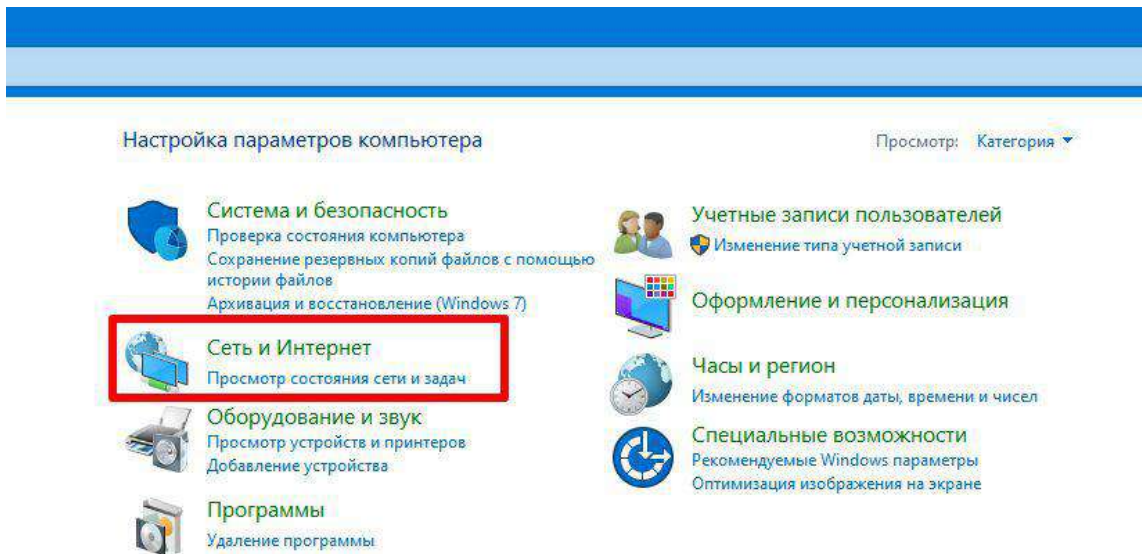 Настройка параметров компьютера
Просмотр: Категория
Система и безопасность
Проверка состояния компьютера
Сохранение резервных копий файлов с помощью
истории файлов
Архивация и восстановление (Windows 7)
Сеть и Интернет
Просмотр состояния сети и задач
Оборудование и звук
Просмотр устройств и принтеров
Добавление устройства
Программы
Удаление программы
Учетные записи пользователей
Изменение типа учетной записи
Оформление и персонализация
Часы и регион
Изменение форматов даты, времени и чисел
Специальные возможности
Рекомендуемые Windows параметры
Оптимизация изображения на экране